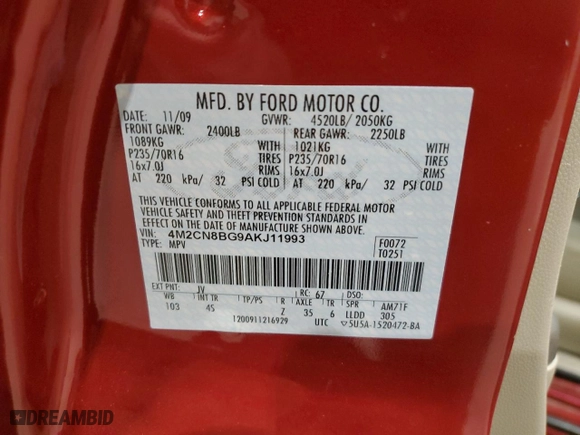 MFD. BY FORD MOTOR CO.
DATE: 11/09 GVWR: 4520LB/ 2050KG
FRONT GAWR: 2400LB REAR GAWR: 2250LB
1089KG WITH 1021KG WITH
P235/70R16 TIRES P235/70R16 TIRES
16x7.0J RIMS 16x7.0J RIMS
AT 220 kPa/ 32 PSI COLD AT 220 kPa/ 32 PSI COLD
THIS VEHICLE CONFORMS TO ALL APPLICABLE FEDERAL MOTOR
VEHICLE SAFETY AND THEFT PREVENTION STANDARDS IN
EFFECT ON THE DATE OF MANUFACTURE SHOWN ABOVE.
VIN: 4M2CN8BG9AKJ11993 F0072
TYPE: MPV T0251
EXT PNT: JV RC: 67 DSO:
WB INT TR TP/PS R AXLE TR SPR AM71F
103 4S Z 35 6 LLDD 305
1200911216929 UTC ▽5U5A-1520472-BA
Ford
DREAMBID